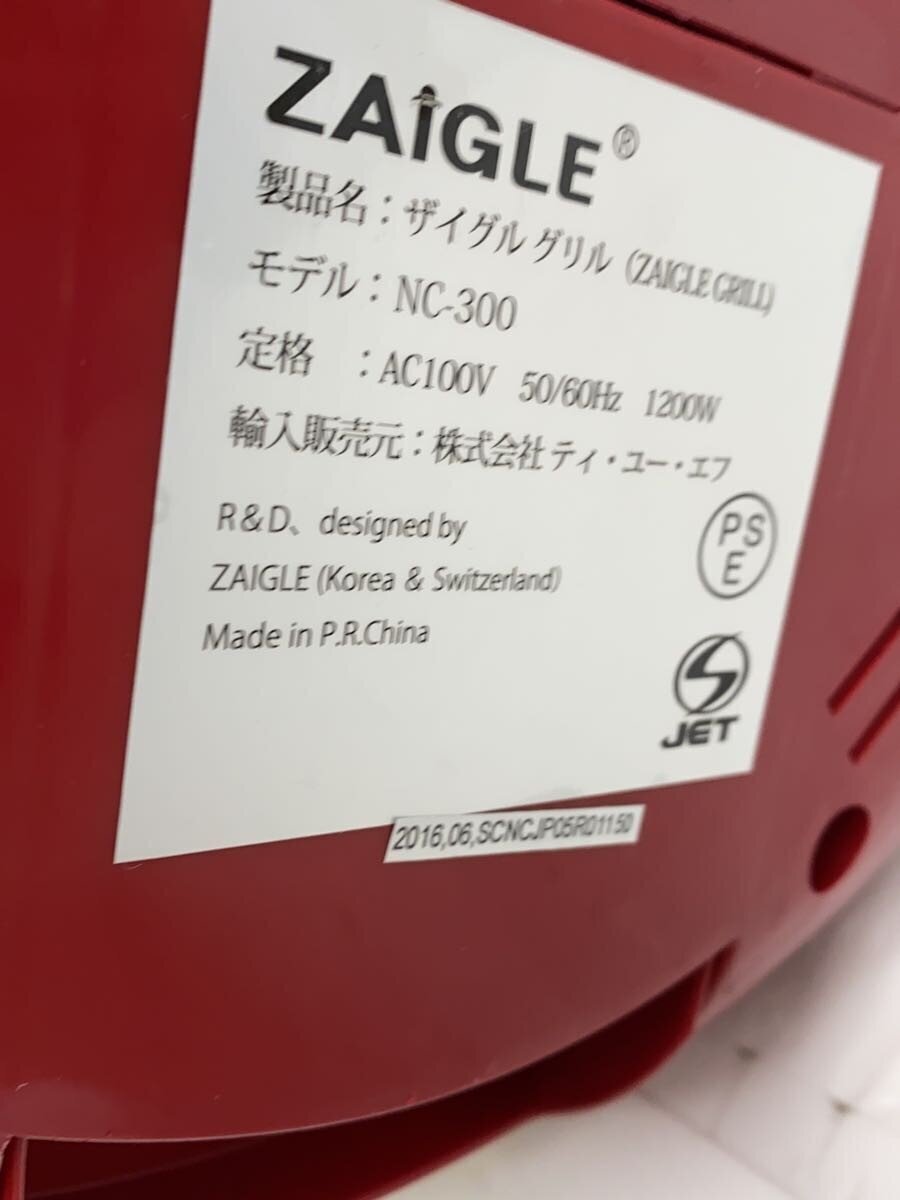 ZAiGLE®
製品名：ザイグル グリル (ZAIGLE GRILL)
モデル：NC-300
定格　：AC100V 50/60Hz 1200W
輸入販売元：株式会社 ティ・ユー・エフ
R&D、designed by
ZAIGLE (Korea & Switzerland)
Made in P.R.China
PS
E
S
JET
2016,06,SCNCJP05R01150